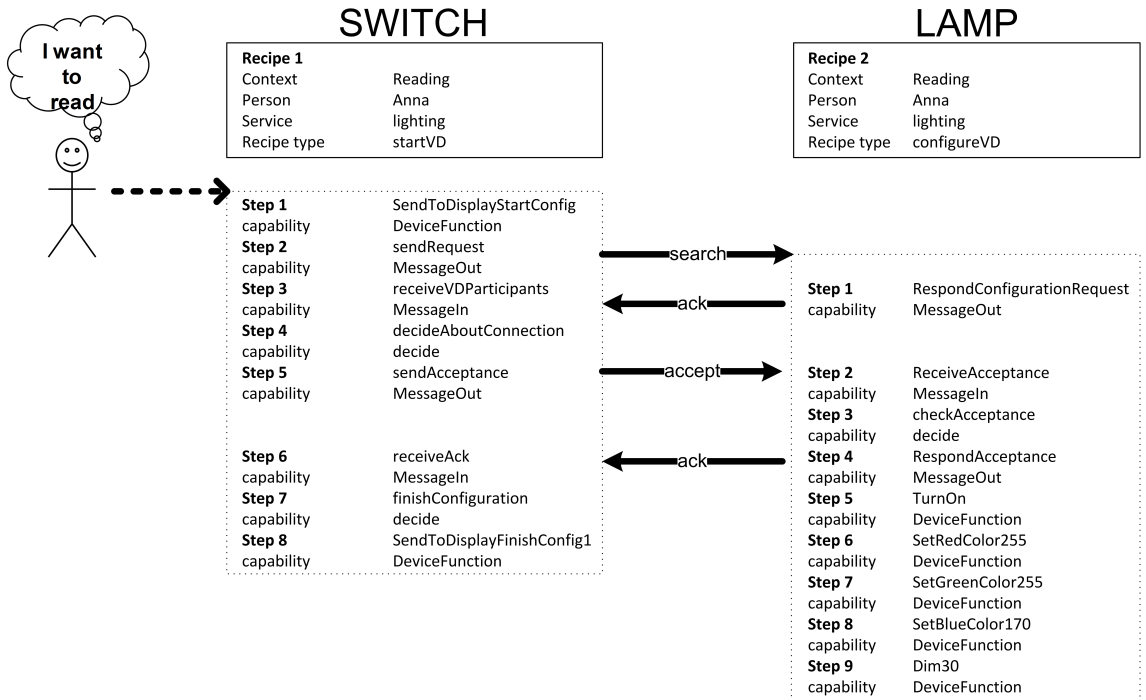 SWITCH
LAMP
I want
to
read
Recipe 1
Context Reading
Person Anna
Service lighting
Recipe type startVD
Recipe 2
Context Reading
Person Anna
Service lighting
Recipe type configureVD
Step 1 SendToDisplayStartConfig
capability DeviceFunction
Step 2 sendRequest
capability MessageOut
Step 3 receiveVDParticipants
capability MessageIn
Step 4 decideAboutConnection
capability decide
Step 5 sendAcceptance
capability MessageOut
Step 6 receiveAck
capability MessageIn
Step 7 finishConfiguration
capability decide
Step 8 SendToDisplayFinishConfig1
capability DeviceFunction
search
ack
accept
ack
Step 1 RespondConfigurationRequest
capability MessageOut
Step 2 ReceiveAcceptance
capability MessageIn
Step 3 checkAcceptance
capability decide
Step 4 RespondAcceptance
capability MessageOut
Step 5 TurnOn
capability DeviceFunction
Step 6 SetRedColor255
capability DeviceFunction
Step 7 SetGreenColor255
capability DeviceFunction
Step 8 SetBlueColor170
capability DeviceFunction
Step 9 Dim30
capability DeviceFunction